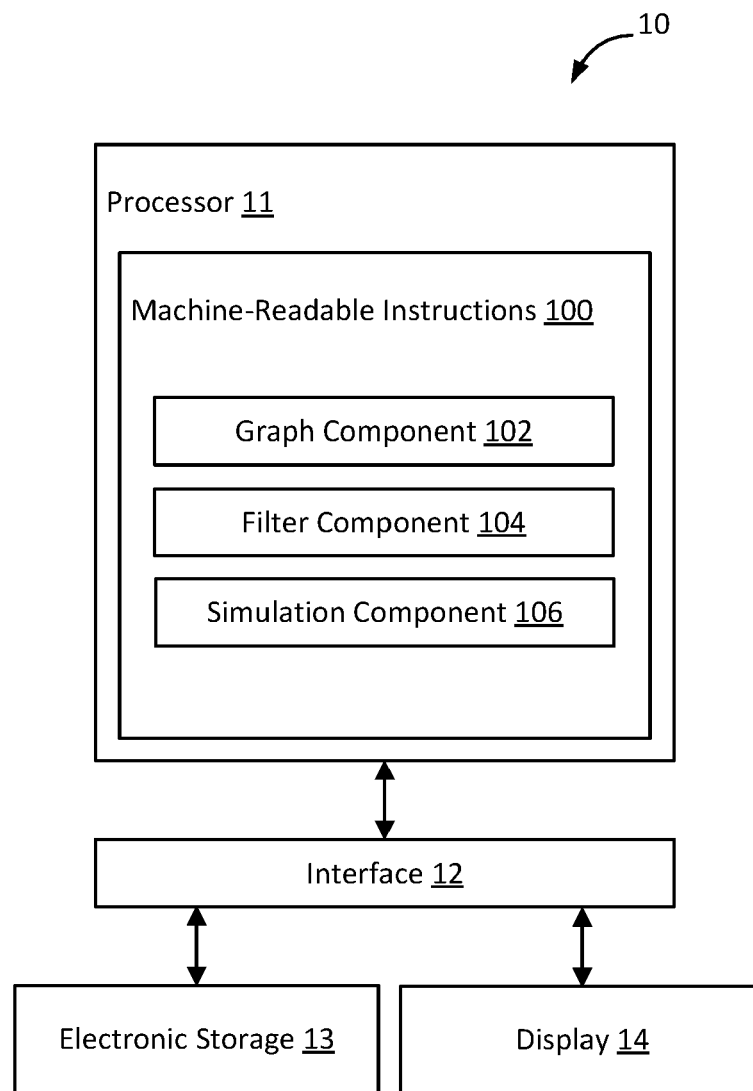 10
Processor 11
Machine-Readable Instructions 100
Graph Component 102
Filter Component 104
Simulation Component 106
Interface 12
Electronic Storage 13
Display 14